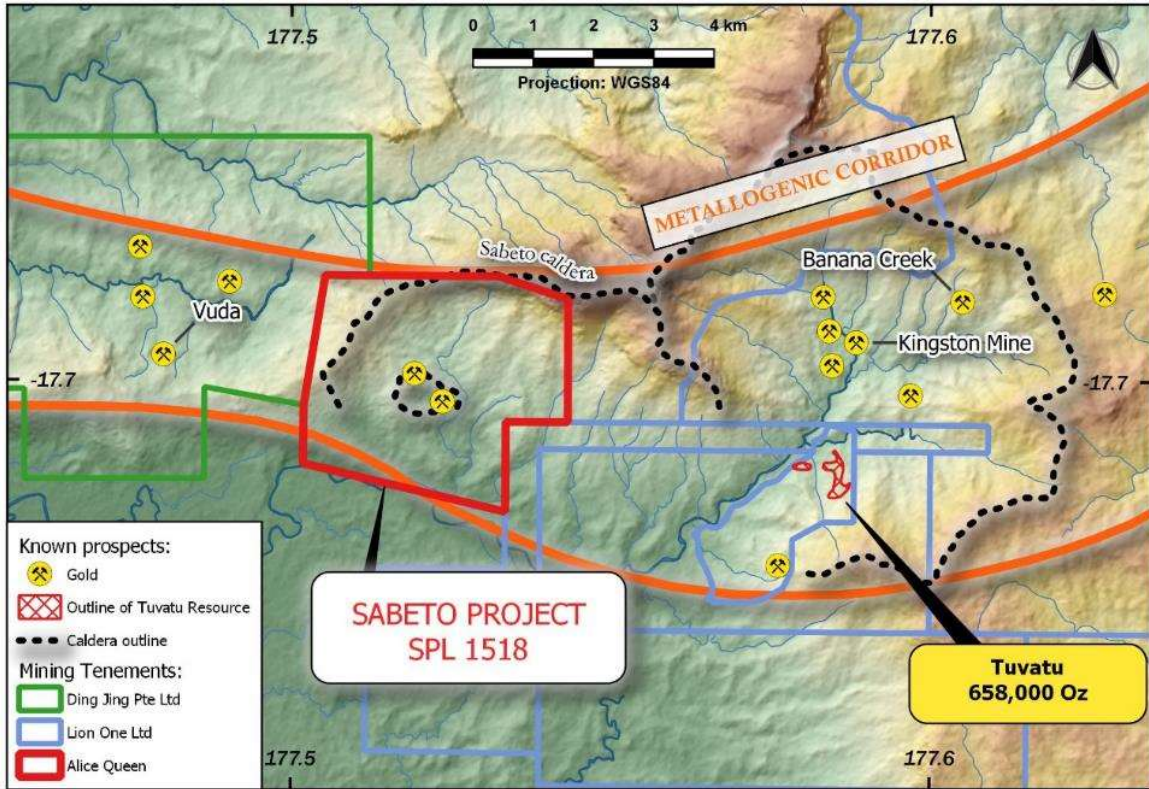 177.5
0 1 2 3 4 km
Projection: WGS84
177.6
METALLOGENIC CORRIDOR
Sabeto caldera
Banana Creek
Vuda
Kingston Mine
-17.7
-17.7
Known prospects:
Gold
Outline of Tuvatu Resource
Caldera outline
Mining Tenements:
Ding Jing Pte Ltd
Lion One Ltd
Alice Queen
SABETO PROJECT
SPL 1518
Tuvatu
658,000 Oz
177.5
177.6